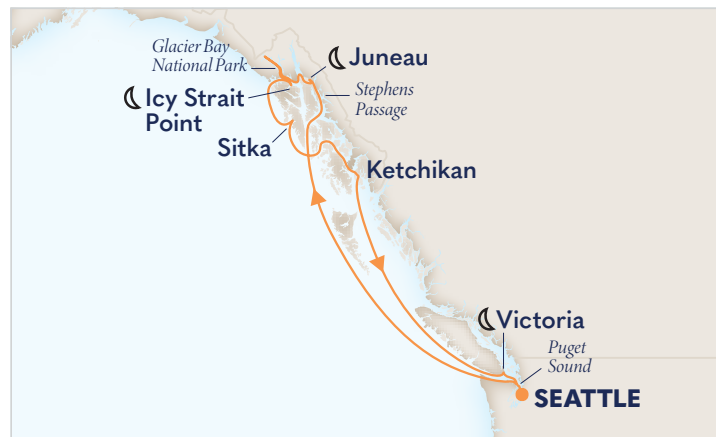 Glacier Bay
National Park
Juneau
Stephens
Passage
Icy Strait
Point
Sitka
Ketchikan
Victoria
Puget
Sound
SEATTLE